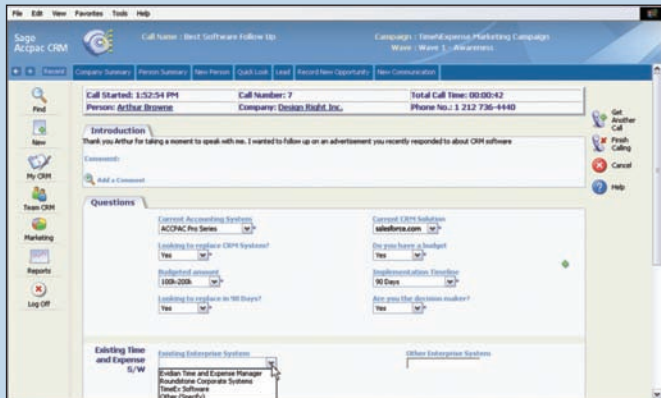 File Edit View Favorites Tools Help
Sage
Accpac CRM
Call Name : Best Software Follow Up
Campaign : TimeNExpense Marketing Campaign
Wave : Wave 1 - Awareness
Recent Company Summary Person Summary New Person Quick Look Lead Record New Opportunity New Communication
Call Started: 1:52:54 PM Call Number: 7 Total Call Time: 00:00:42
Person: Arthur Browne Company: Design Right Inc. Phone No.: 1 212 736-4440
Find
New
My CRM
Team CRM
Marketing
Reports
Log Off
Introduction
Thank you Arthur for taking a moment to speak with me. I wanted to follow up on an advertisement you recently responded to about CRM software
Comment:
Add a Comment
Get Another Call
Finish Calling
Cancel
Help
Questions
Current Accounting System Current CRM Solution
ACCPAC Pro Series salesforce.com
Looking to replace CRM System? Do you have a budget
Yes Yes
Budgeted amount Implementation Timeline
100k-200k 90 Days
Looking to replace in 90 Days? Are you the decision maker?
Yes Yes
Existing Time and Expense S/W
Existing Enterprise System Other Enterprise System
Evidian Time and Expense Manager
Roundstone Corporate Systems
TimeEx Software
Other (Specify)